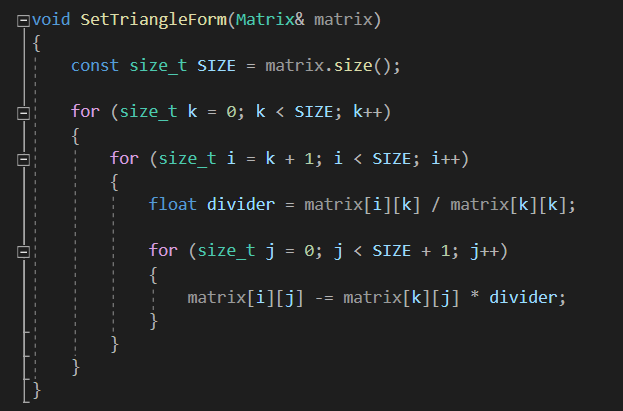 void SetTriangleForm(Matrix& matrix)
{
    const size_t SIZE = matrix.size();

    for (size_t k = 0; k < SIZE; k++)
    {
        for (size_t i = k + 1; i < SIZE; i++)
        {
            float divider = matrix[i][k] / matrix[k][k];

            for (size_t j = 0; j < SIZE + 1; j++)
            {
                matrix[i][j] -= matrix[k][j] * divider;
            }
        }
    }
}